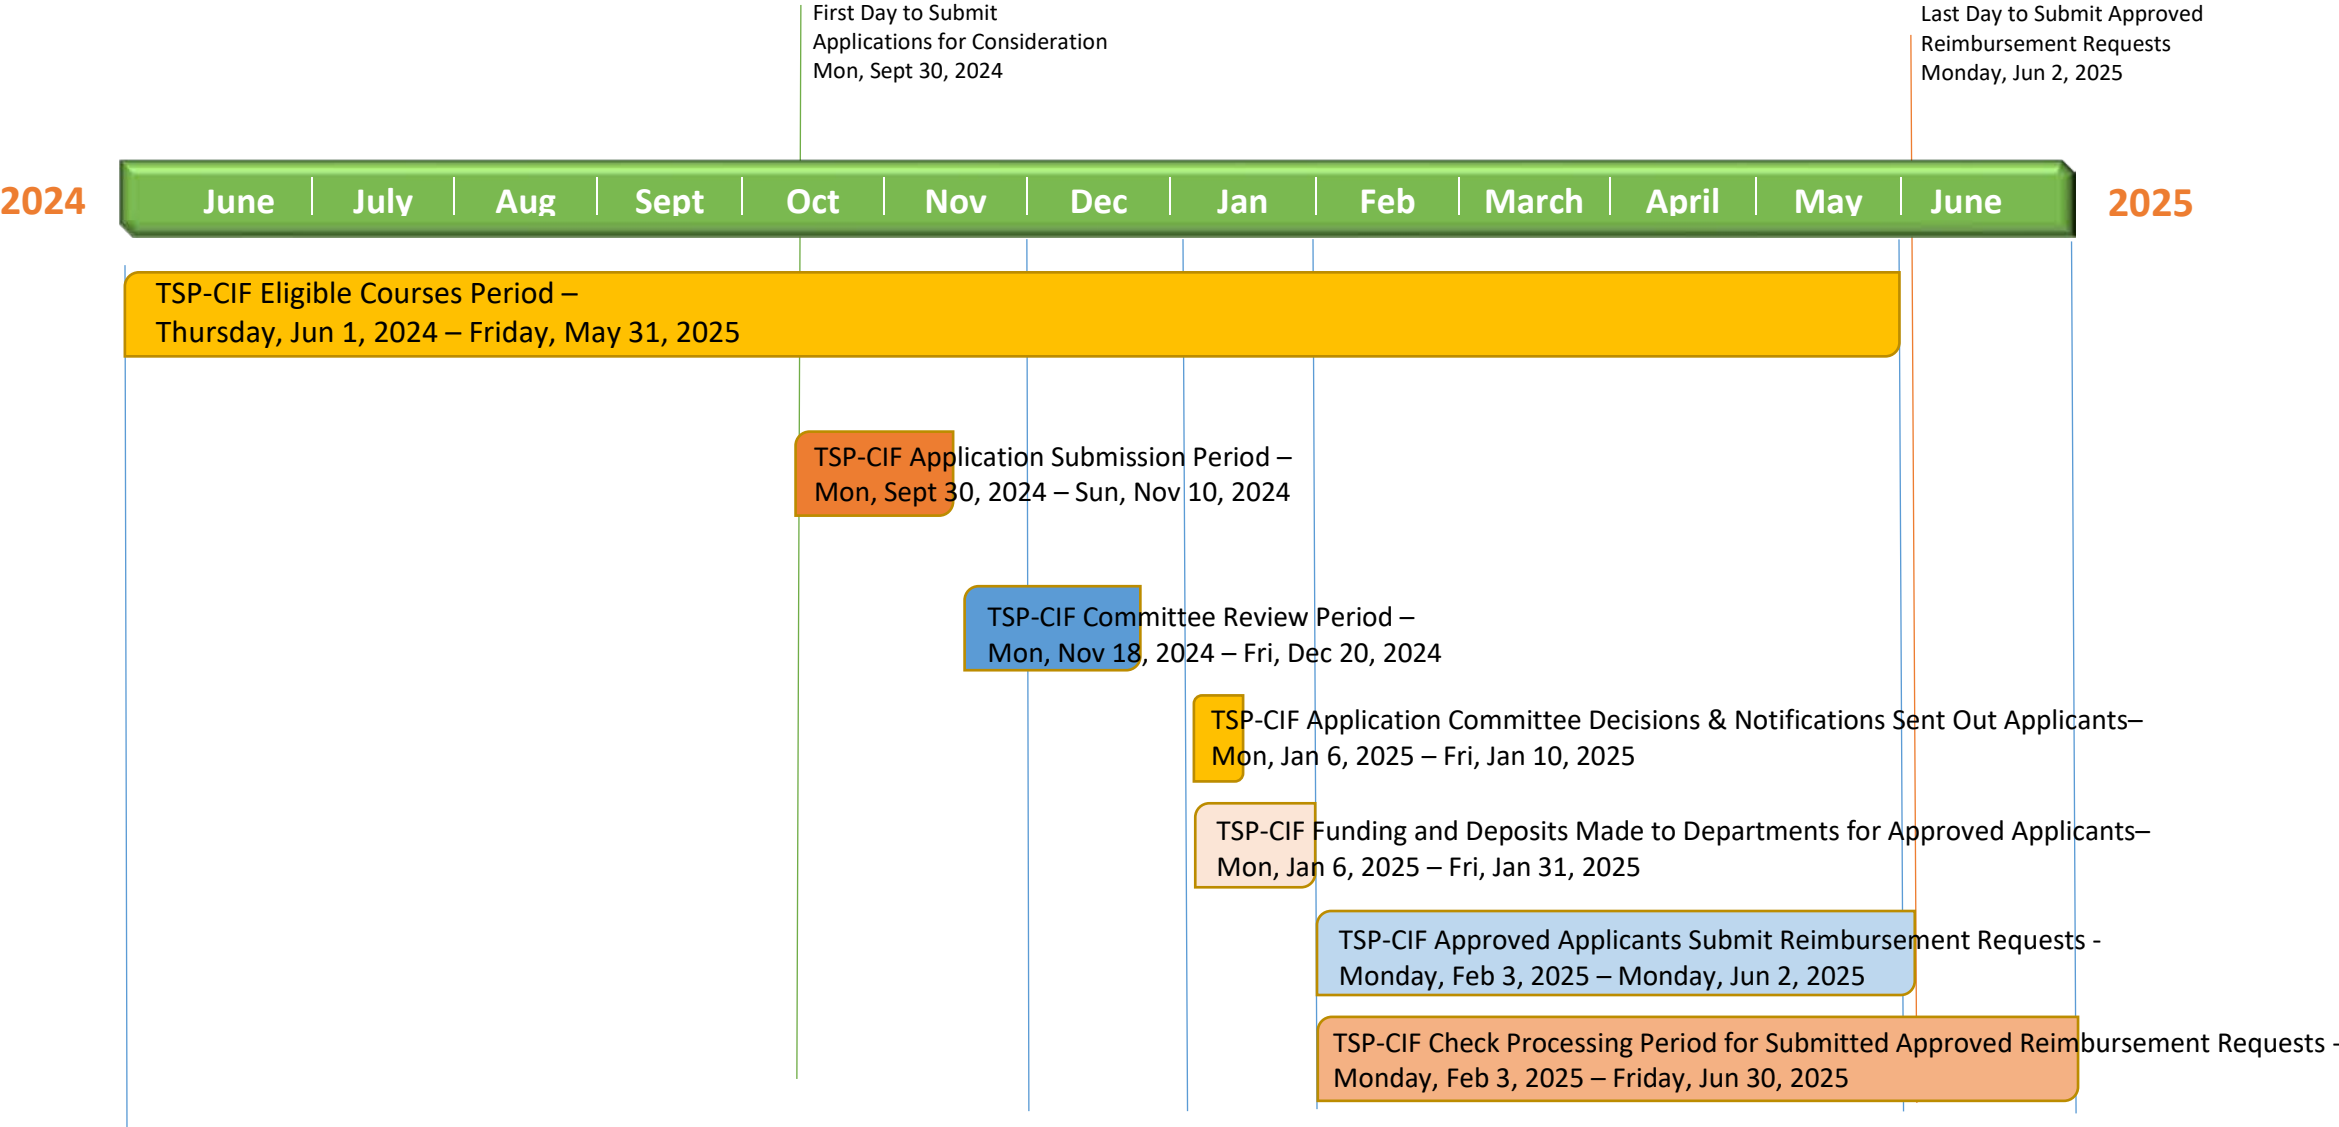 First Day to Submit
Applications for Consideration
Mon, Sept 30, 2024
Last Day to Submit Approved
Reimbursement Requests
Monday, Jun 2, 2025
2024 June July Aug Sept Oct Nov Dec Jan Feb March April May June 2025
TSP-CIF Eligible Courses Period –
Thursday, Jun 1, 2024 – Friday, May 31, 2025
TSP-CIF Application Submission Period –
Mon, Sept 30, 2024 – Sun, Nov 10, 2024
TSP-CIF Committee Review Period –
Mon, Nov 18, 2024 – Fri, Dec 20, 2024
TSP-CIF Application Committee Decisions & Notifications Sent Out Applicants–
Mon, Jan 6, 2025 – Fri, Jan 10, 2025
TSP-CIF Funding and Deposits Made to Departments for Approved Applicants–
Mon, Jan 6, 2025 – Fri, Jan 31, 2025
TSP-CIF Approved Applicants Submit Reimbursement Requests -
Monday, Feb 3, 2025 – Monday, Jun 2, 2025
TSP-CIF Check Processing Period for Submitted Approved Reimbursement Requests -
Monday, Feb 3, 2025 – Friday, Jun 30, 2025